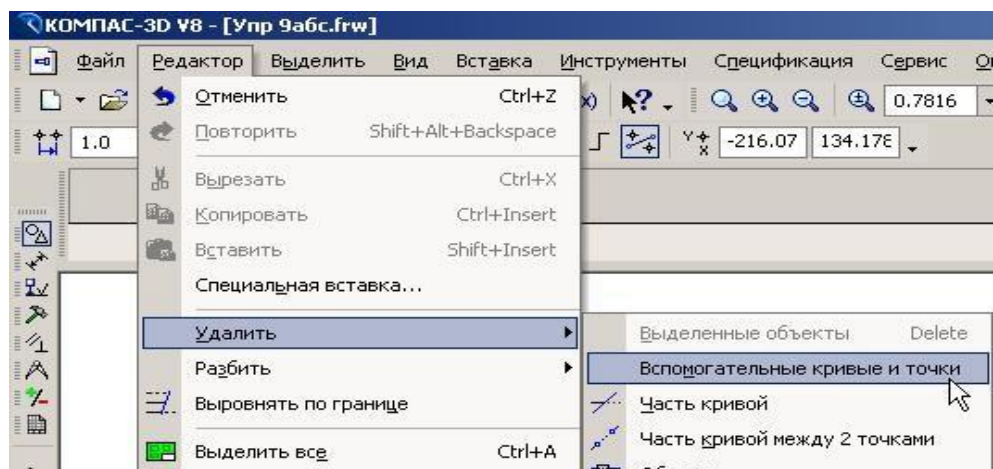 КОМПАС-3D V8 - [Упр 9абс.frw]
Файл Редактор Выделить Вид Вставка Инструменты Спецификация Сервис
Отменить Ctrl+Z
0.7816
Повторить Shift+Alt+Backspace
1.0
-216.07 134.178
Вырезать Ctrl+X
Копировать Ctrl+Insert
Вставить Shift+Insert
Специальная вставка...
Удалить
Выделенные объекты Delete
Разбить
Вспомогательные кривые и точки
Выровнять по границе
Часть кривой
Выделить все Ctrl+A
Часть кривой между 2 точками